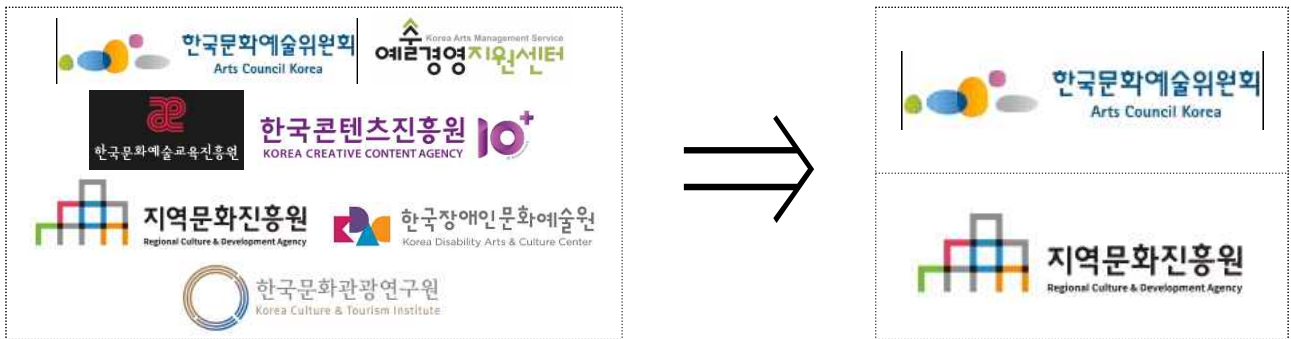 한국문화예술위원회
Arts Council Korea
Korea Arts Management Service
예술경영지원센터
한국문화예술교육진흥원
한국콘텐츠진흥원 10+
KOREA CREATIVE CONTENT AGENCY
지역문화진흥원
Regional Culture & Development Agency
한국장애인문화예술원
Korea Disability Arts & Culture Center
한국문화관광연구원
Korea Culture & Tourism Institute
한국문화예술위원회
Arts Council Korea
지역문화진흥원
Regional Culture & Development Agency